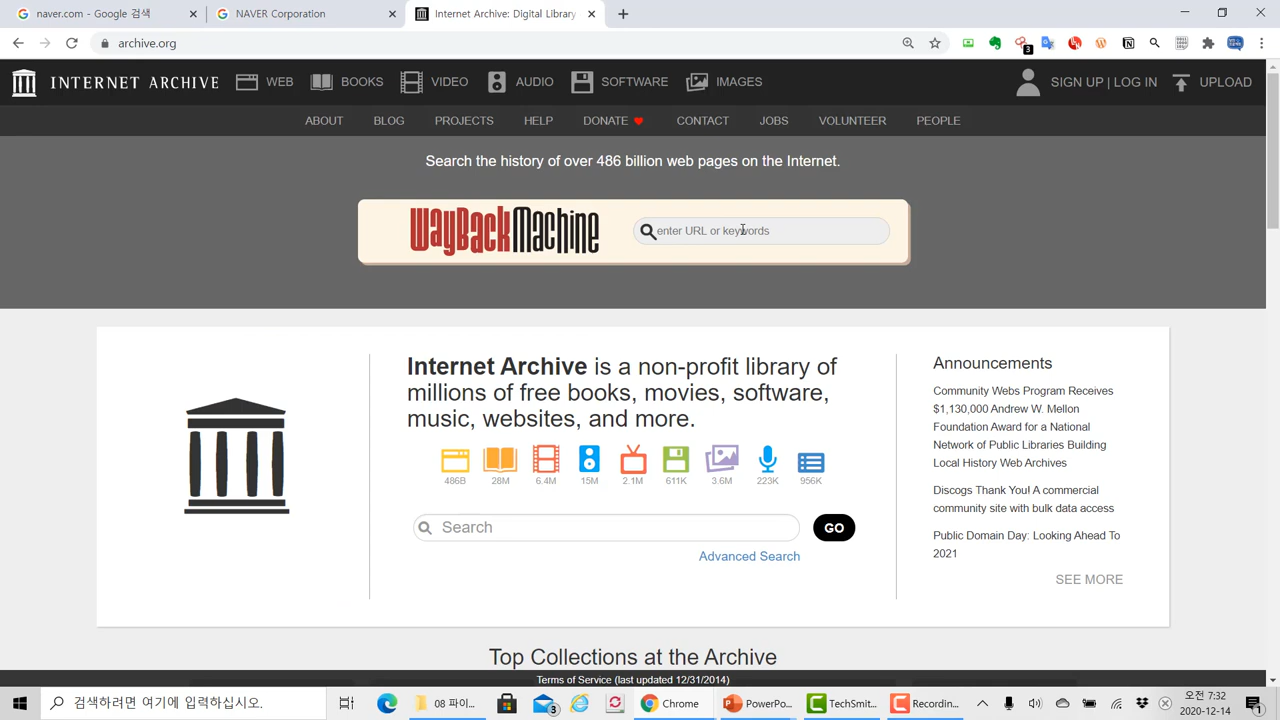 naver.com - Google 검색
NAVER Corporation
Internet Archive: Digital Library
archive.org
3
INTERNET ARCHIVE
WEB
BOOKS
VIDEO
AUDIO
SOFTWARE
IMAGES
SIGN UP | LOG IN
UPLOAD
ABOUT
BLOG
PROJECTS
HELP
DONATE
CONTACT
JOBS
VOLUNTEER
PEOPLE
Search the history of over 486 billion web pages on the Internet.
WayBackMachine
enter URL or keywords
Internet Archive is a non-profit library of
millions of free books, movies, software,
music, websites, and more.
486B
28M
6.4M
15M
2.1M
611K
3.6M
223K
956K
Search
GO
Advanced Search
Announcements
Community Webs Program Receives
$1,130,000 Andrew W. Mellon
Foundation Award for a National
Network of Public Libraries Building
Local History Web Archives
Discogs Thank You! A commercial
community site with bulk data access
Public Domain Day: Looking Ahead To
2021
SEE MORE
Top Collections at the Archive
Terms of Service (last updated 12/31/2014)
검색하려면 여기에 입력하십시오.
08 파이...
3
Chrome
PowerPo...
TechSmit...
Recordin...
오전 7:32
2020-12-14
1